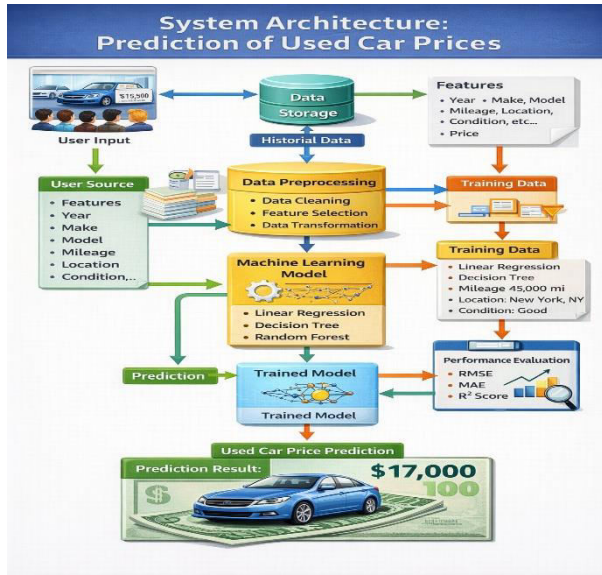 System Architecture:
Prediction of Used Car Prices
$15,500
User Input
Data
Storage
Features
• Year • Make, Model
• Mileage, Location,
• Condition, etc...
• Price
Historial Data
User Source
• Features
• Year
• Make
• Model
• Mileage
• Location
• Condition,...
Data Preprocessing
• Data Cleaning
• Feature Selection
• Data Transformation
Training Data
Machine Learning
Model
• Linear Regression
• Decision Tree
• Random Forest
Training Data
• Linear Regression
• Decision Tree
• Mileage 45,000 mi
• Location: New York, NY
• Condition: Good
Prediction
Trained Model
Trained Model
Performance Evaluation
• RMSE
• MAE
• R² Score
Used Car Price Prediction
Prediction Result:
$17,000
100
$